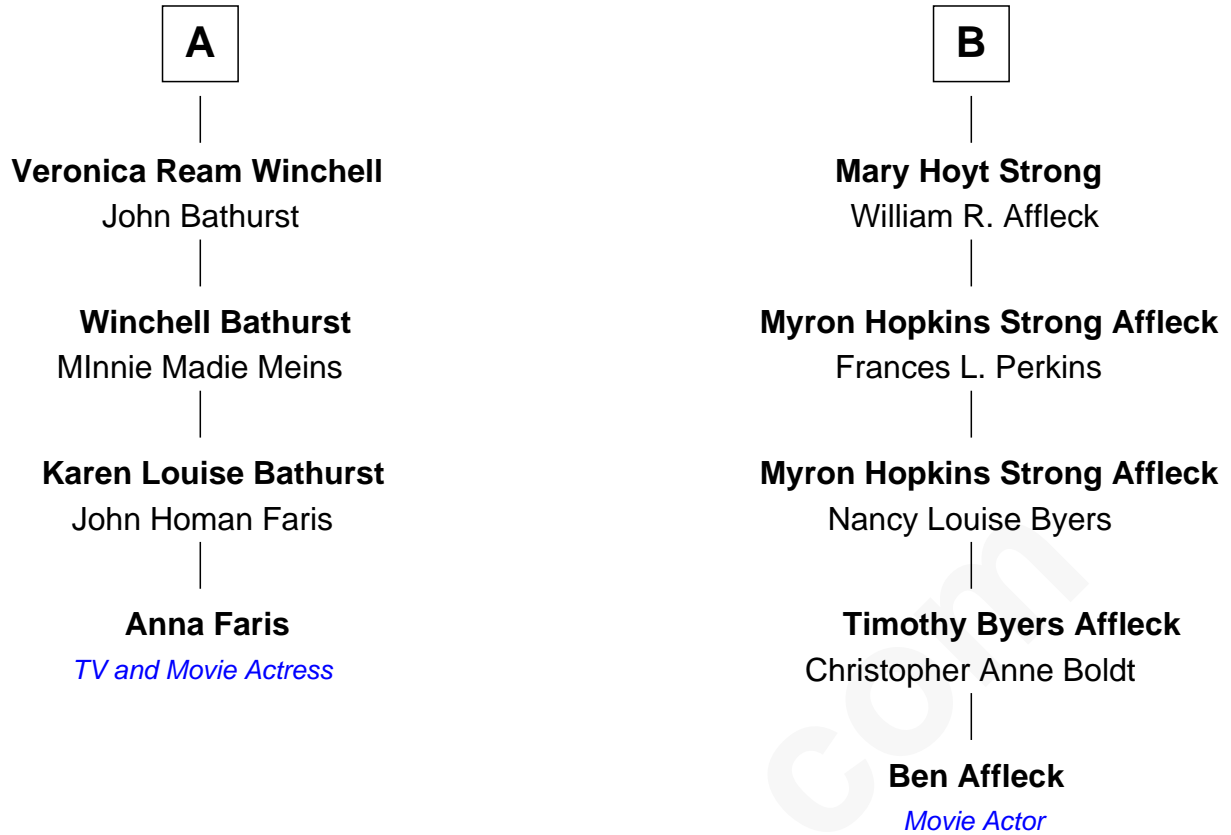 A
Veronica Ream Winchell
John Bathurst
Winchell Bathurst
MInnie Madie Meins
Karen Louise Bathurst
John Homan Faris
Anna Faris
TV and Movie Actress
B
Mary Hoyt Strong
William R. Affleck
Myron Hopkins Strong Affleck
Frances L. Perkins
Myron Hopkins Strong Affleck
Nancy Louise Byers
Timothy Byers Affleck
Christopher Anne Boldt
Ben Affleck
Movie Actor
com